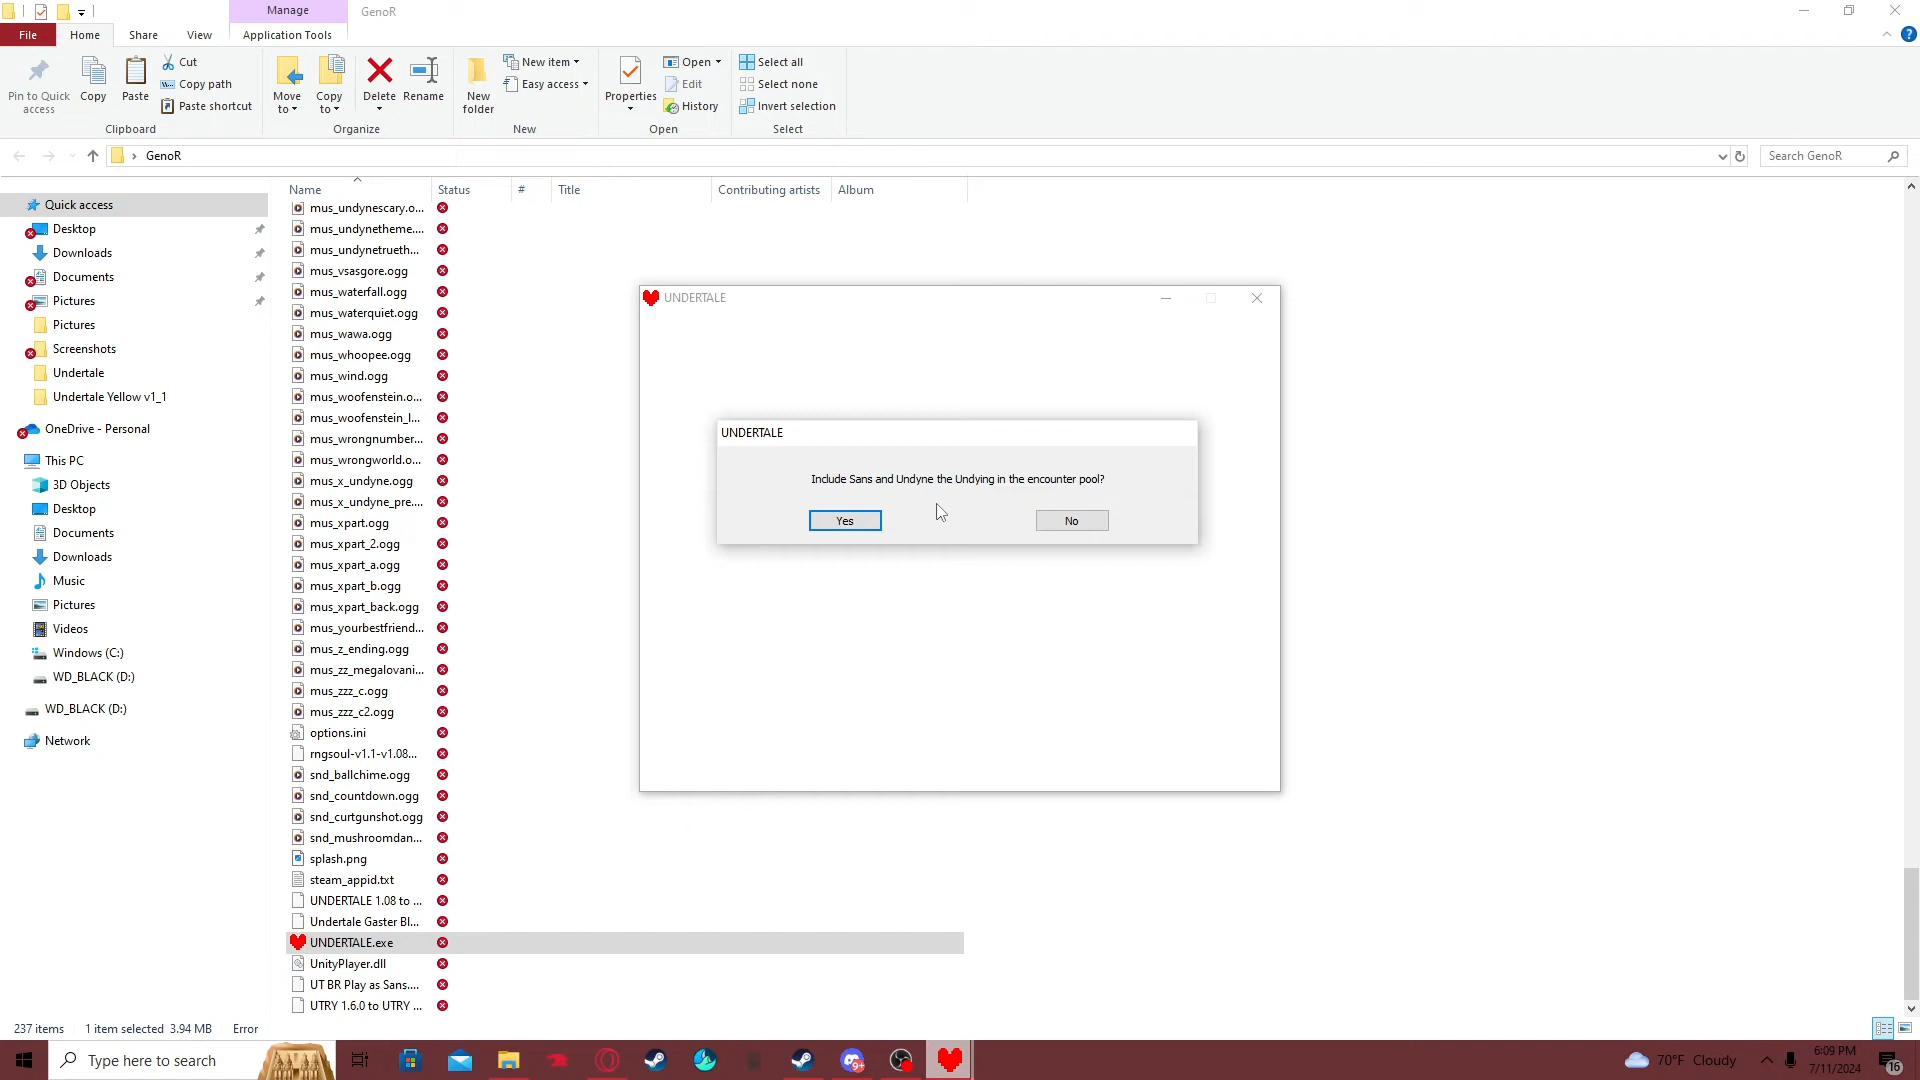 Manage
GenoR
File
Home
Share
View
Application Tools
Pin to Quick access
Copy
Paste
Cut
Copy path
Paste shortcut
Clipboard
Move to
Copy to
Delete
Rename
Organize
New folder
New item
Easy access
New
Properties
Open
Edit
History
Open
Select all
Select none
Invert selection
Select
GenoR
Search GenoR
Name
Status
#
Title
Contributing artists
Album
Quick access
Desktop
Downloads
Documents
Pictures
Pictures
Screenshots
Undertale
Undertale Yellow v1_1
OneDrive - Personal
This PC
3D Objects
Desktop
Documents
Downloads
Music
Pictures
Videos
Windows (C:)
WD_BLACK (D:)
WD_BLACK (D:)
Network
mus_undynescary.o...
mus_undynetheme....
mus_undynetrueth...
mus_vsasgore.ogg
mus_waterfall.ogg
mus_waterquiet.ogg
mus_wawa.ogg
mus_whoopee.ogg
mus_wind.ogg
mus_woofenstein.o...
mus_woofenstein_l...
mus_wrongnumber...
mus_wrongworld.o...
mus_x_undyne.ogg
mus_x_undyne_pre....
mus_xpart.ogg
mus_xpart_2.ogg
mus_xpart_a.ogg
mus_xpart_b.ogg
mus_xpart_back.ogg
mus_yourbestfriend...
mus_z_ending.ogg
mus_zz_megalovani...
mus_zzz_c.ogg
mus_zzz_c2.ogg
options.ini
rngsoul-v1.1-v1.08...
snd_ballchime.ogg
snd_countdown.ogg
snd_curtgunshot.ogg
snd_mushroomdan...
splash.png
steam_appid.txt
UNDERTALE 1.08 to ...
Undertale Gaster Bl...
UNDERTALE.exe
UnityPlayer.dll
UT BR Play as Sans....
UTRY 1.6.0 to UTRY ...
UNDERTALE
UNDERTALE
Include Sans and Undyne the Undying in the encounter pool?
Yes
No
237 items
1 item selected 3.94 MB
Error
Type here to search
9+
70°F Cloudy
6:09 PM
7/11/2024
16